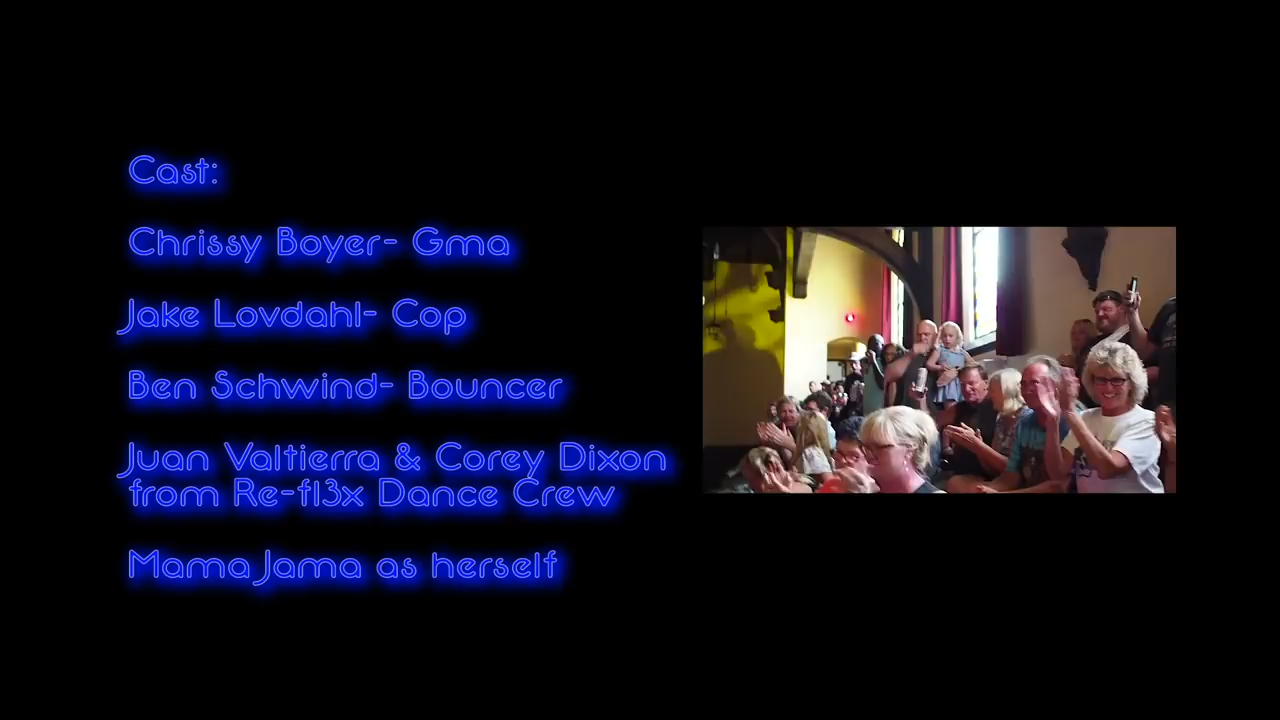 Cast:
Chrissy Boyer- Gma
Jake Lovdahl- Cop
Ben Schwind- Bouncer
Juan Valtierra & Corey Dixon
from Re-fl3x Dance Crew
Mama Jama as herself